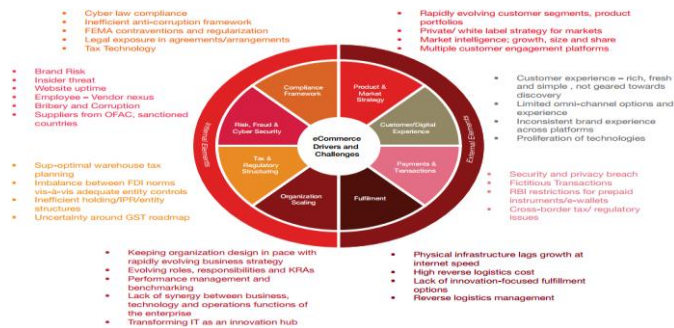 Cyber law compliance
Inefficient anti-corruption framework
FEMA contraventions and regularization
Legal exposure in agreements/arrangements
Tax Technology
Rapidly evolving customer segments, product
portfolios
Private/ white label strategy for markets
Market intelligence; growth, size and share
Multiple customer engagement platforms
Brand Risk
Insider threat
Website uptime
Employee – Vendor nexus
Bribery and Corruption
Suppliers from OFAC, sanctioned
countries
Customer experience – rich, fresh
and simple , not geared towards
discovery
Limited omni-channel options and
experience
Inconsistent brand experience
across platforms
Proliferation of technologies
Internal Elements
External Elements
Compliance
Framework
Product &
Market
Strategy
Risk, Fraud &
Cyber Security
Customer/Digital
Experience
eCommerce
Drivers and
Challenges
Tax &
Regulatory
Structuring
Payments &
Transactions
Organization
Scaling
Fulfilment
Sup-optimal warehouse tax
planning
Imbalance between FDI norms
vis-à-vis adequate entity controls
Inefficient holding/IPR/entity
structures
Uncertainty around GST roadmap
Security and privacy breach
Fictitious Transactions
RBI restrictions for prepaid
instruments/e-wallets
Cross-border tax/ regulatory
issues
Keeping organization design in pace with
rapidly evolving business strategy
Evolving roles, responsibilities and KRAs
Performance management and
benchmarking
Lack of synergy between business,
technology and operations functions of
the enterprise
Transforming IT as an innovation hub
Physical infrastructure lags growth at
internet speed
High reverse logistics cost
Lack of innovation-focused fulfillment
options
Reverse logistics management